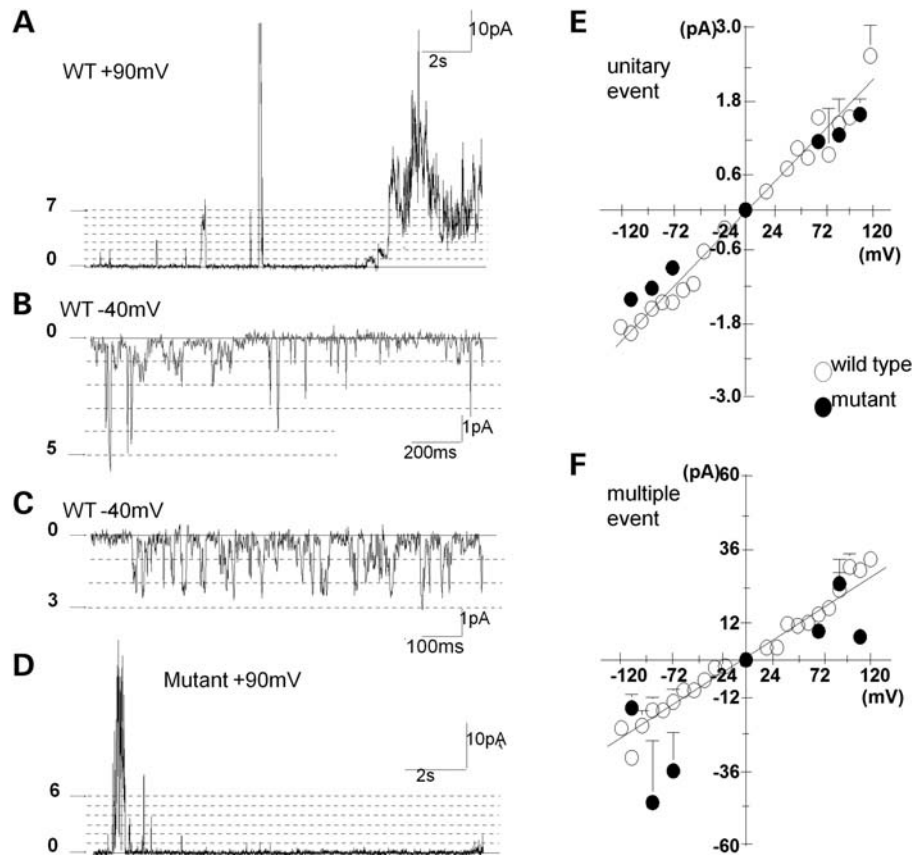 A
WT +90mV
10pA
2s
7
0
B
WT -40mV
0
5
1pA
200ms
C
WT -40mV
0
3
1pA
100ms
D
Mutant +90mV
10pA
2s
6
0
E
(pA)
3.0
unitary
event
1.8
0.6
-120 -72 -24
24 72 120
(mV)
-0.6
-1.8
-3.0
wild type
mutant
F
(pA)
60
multiple
event
36
12
-120 -72 -24
24 72 120
(mV)
-12
-36
-60